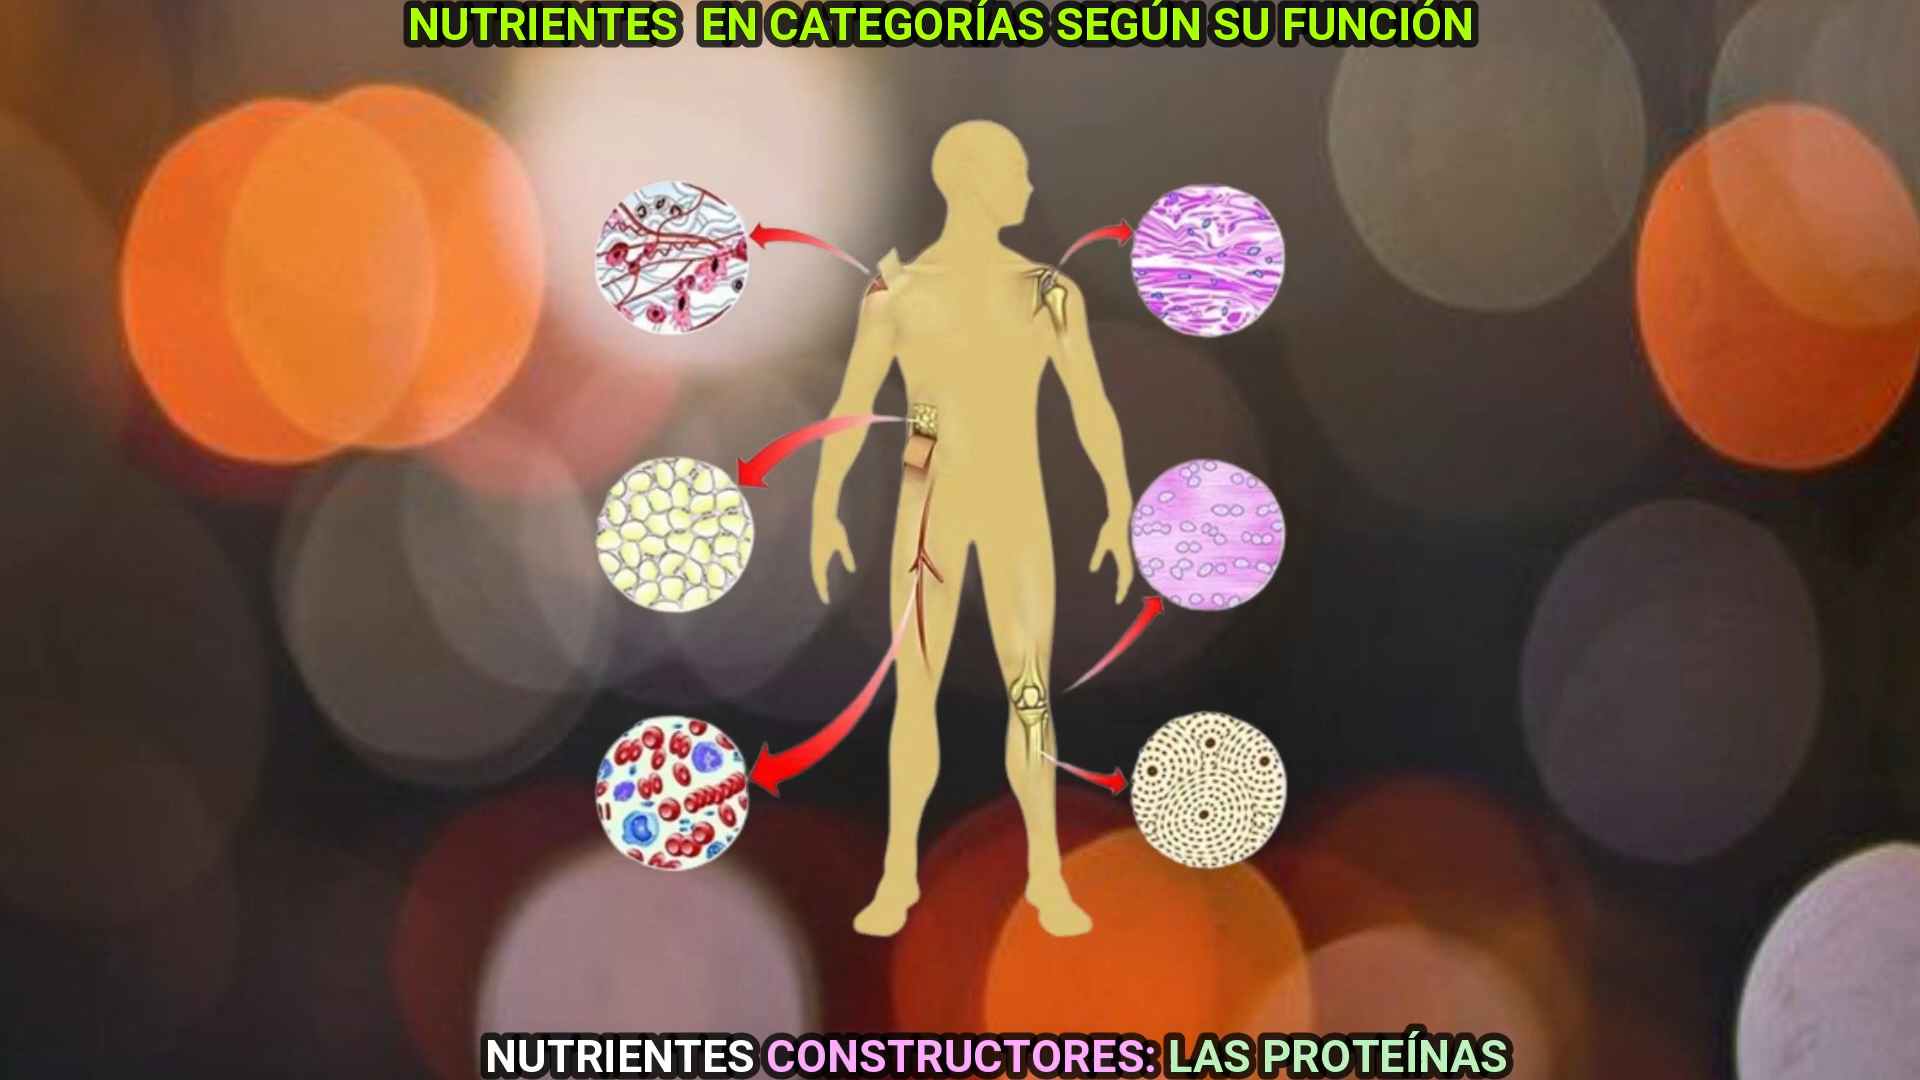 NUTRIENTES EN CATEGORÍAS SEGÚN SU FUNCIÓN
NUTRIENTES CONSTRUCTORES: LAS PROTEÍNAS